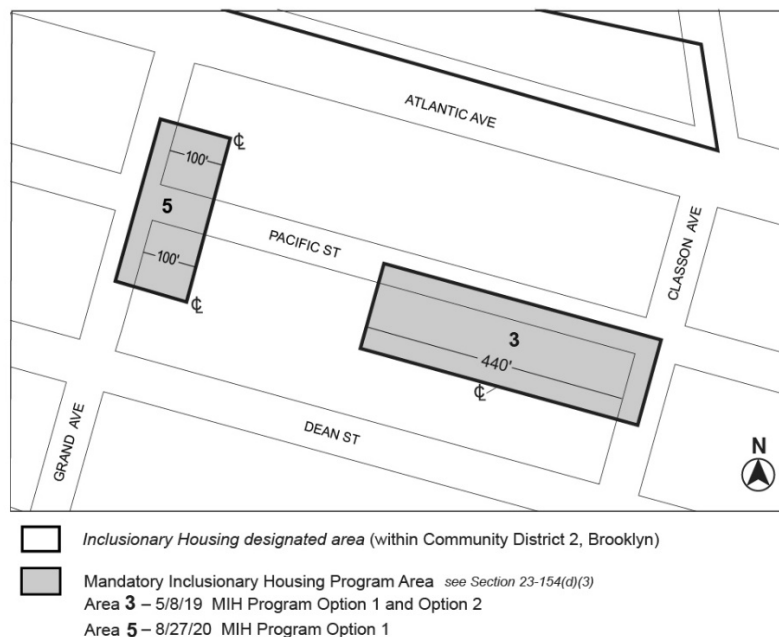 ATLANTIC AVE
100'
℄
5
CLASSON AVE
PACIFIC ST
100'
℄
3
440'
℄
GRAND AVE
DEAN ST
N
Inclusionary Housing designated area (within Community District 2, Brooklyn)
Mandatory Inclusionary Housing Program Area see Section 23-154(d)(3)
Area 3 – 5/8/19 MIH Program Option 1 and Option 2
Area 5 – 8/27/20 MIH Program Option 1